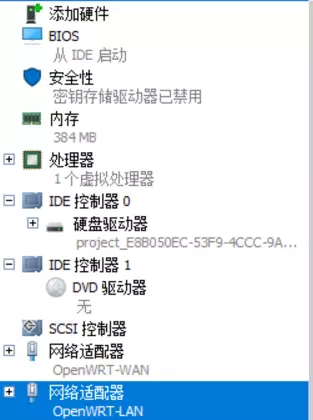 添加硬件
BIOS
从 IDE 启动
安全性
密钥存储驱动器已禁用
内存
384 MB
处理器
1 个虚拟处理器
IDE 控制器 0
硬盘驱动器
project_E8B050EC-53F9-4CCC-9A...
IDE 控制器 1
DVD 驱动器
无
SCSI 控制器
网络适配器
OpenWRT-WAN
网络适配器
OpenWRT-LAN